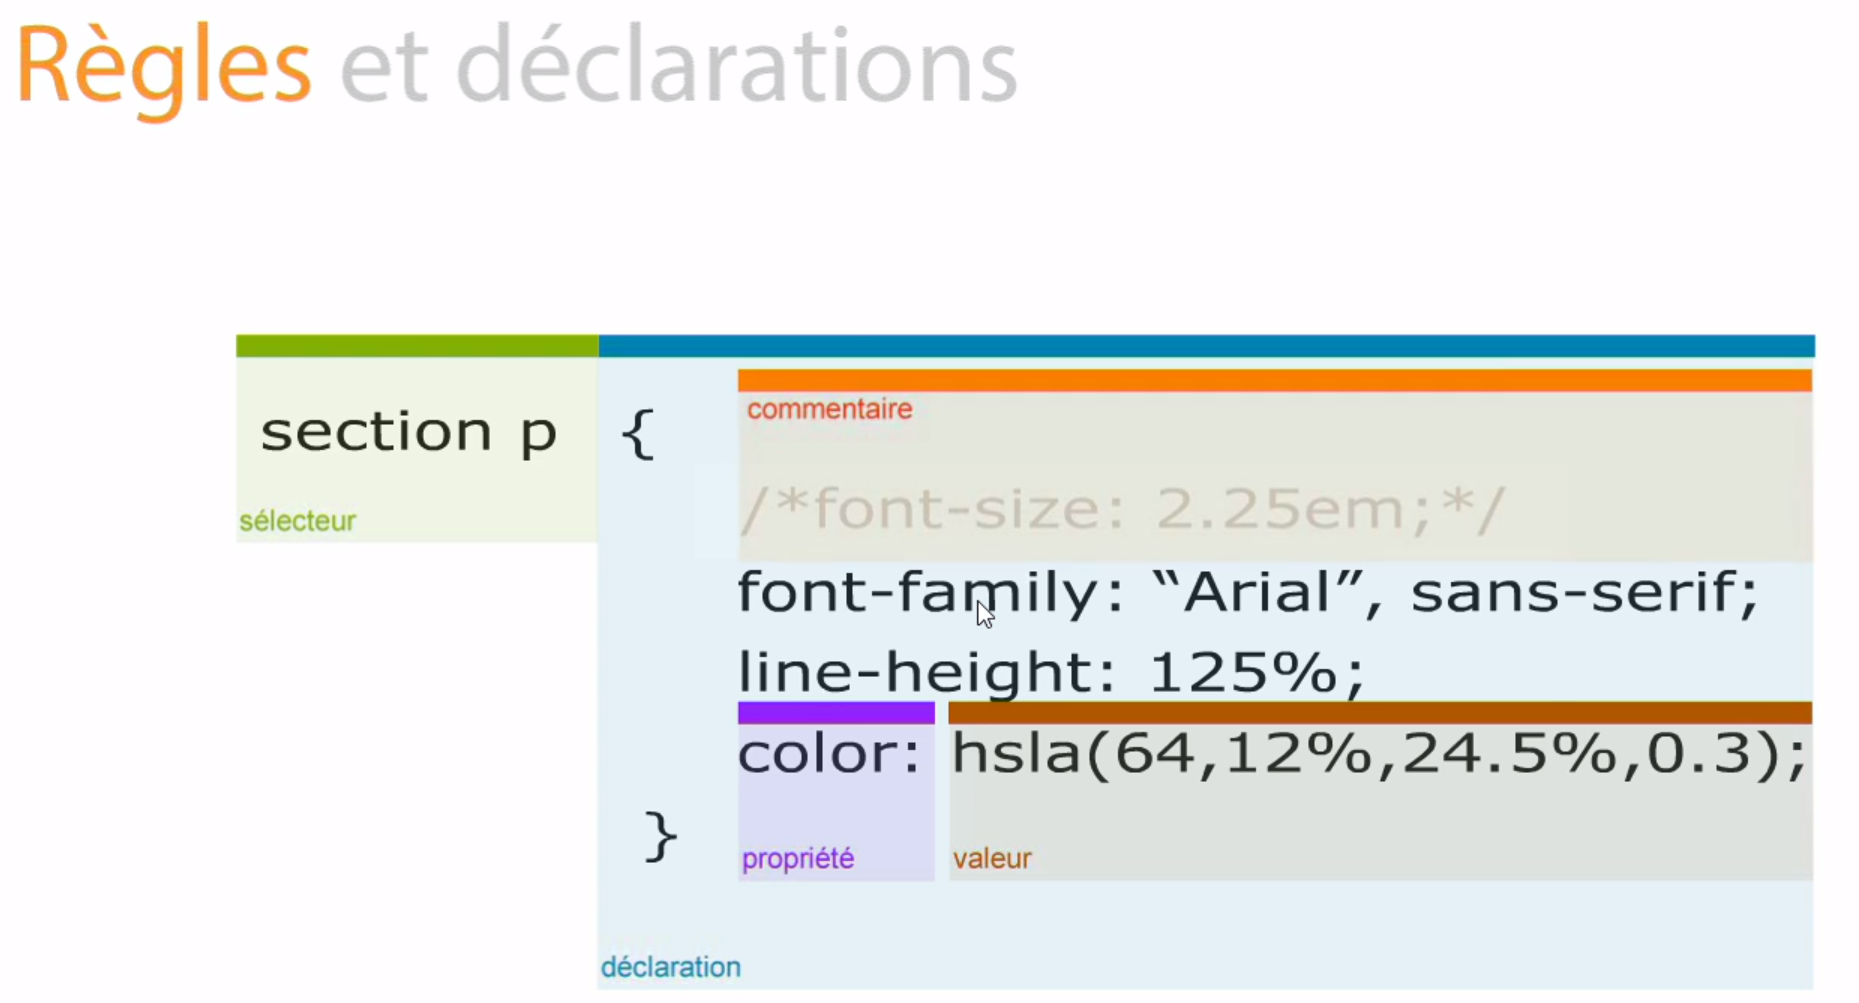 Règles et déclarations
commentaire
section p {
/*font-size: 2.25em;*/
sélecteur
font-family: “Arial”, sans-serif;
line-height: 125%;
color: hsla(64,12%,24.5%,0.3);
}
propriété valeur
déclaration